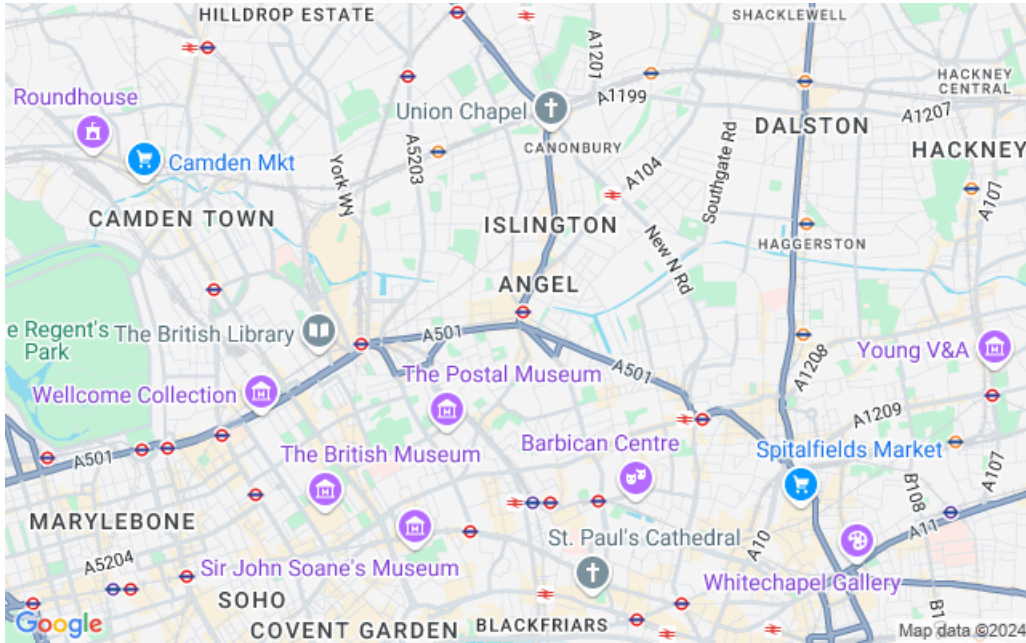 HILLDROP ESTATE
SHACKLEWELL
A1201
HACKNEY
CENTRAL
Roundhouse
Union Chapel
A1199
A1207
DALSTON
Camden Mkt
A5203
CANONBURY
A104
Southgate Rd
HACKNEY
York Wy
A107
CAMDEN TOWN
ISLINGTON
New N Rd
HAGGERSTON
ANGEL
e Regent's
Park
The British Library
A501
A501
A1208
Young V&A
Wellcome Collection
The Postal Museum
A1209
The British Museum
Barbican Centre
Spitalfields Market
A501
A107
B108
MARYLEBONE
A11
St. Paul's Cathedral
A10
A5204
Sir John Soane's Museum
Whitechapel Gallery
SOHO
B1
Google
COVENT GARDEN
BLACKFRIARS
Map data ©2024